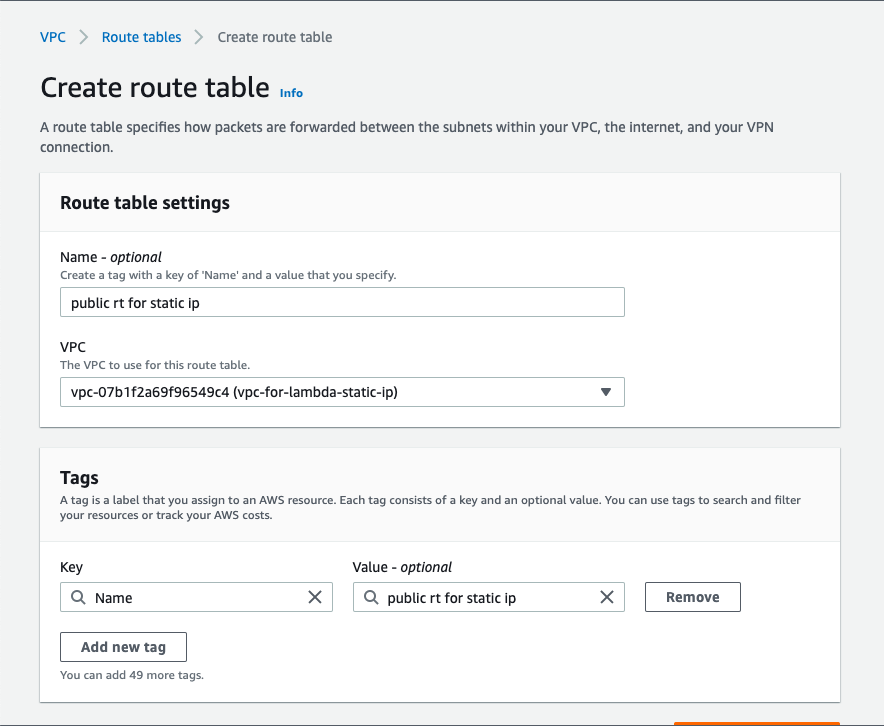 VPC > Route tables > Create route table
Create route table Info
A route table specifies how packets are forwarded between the subnets within your VPC, the internet, and your VPN
connection.
Route table settings
Name - optional
Create a tag with a key of 'Name' and a value that you specify.
public rt for static ip
VPC
The VPC to use for this route table.
vpc-07b1f2a69f96549c4 (vpc-for-lambda-static-ip)
Tags
A tag is a label that you assign to an AWS resource. Each tag consists of a key and an optional value. You can use tags to search and filter
your resources or track your AWS costs.
Key
Value - optional
Name
public rt for static ip
Remove
Add new tag
You can add 49 more tags.